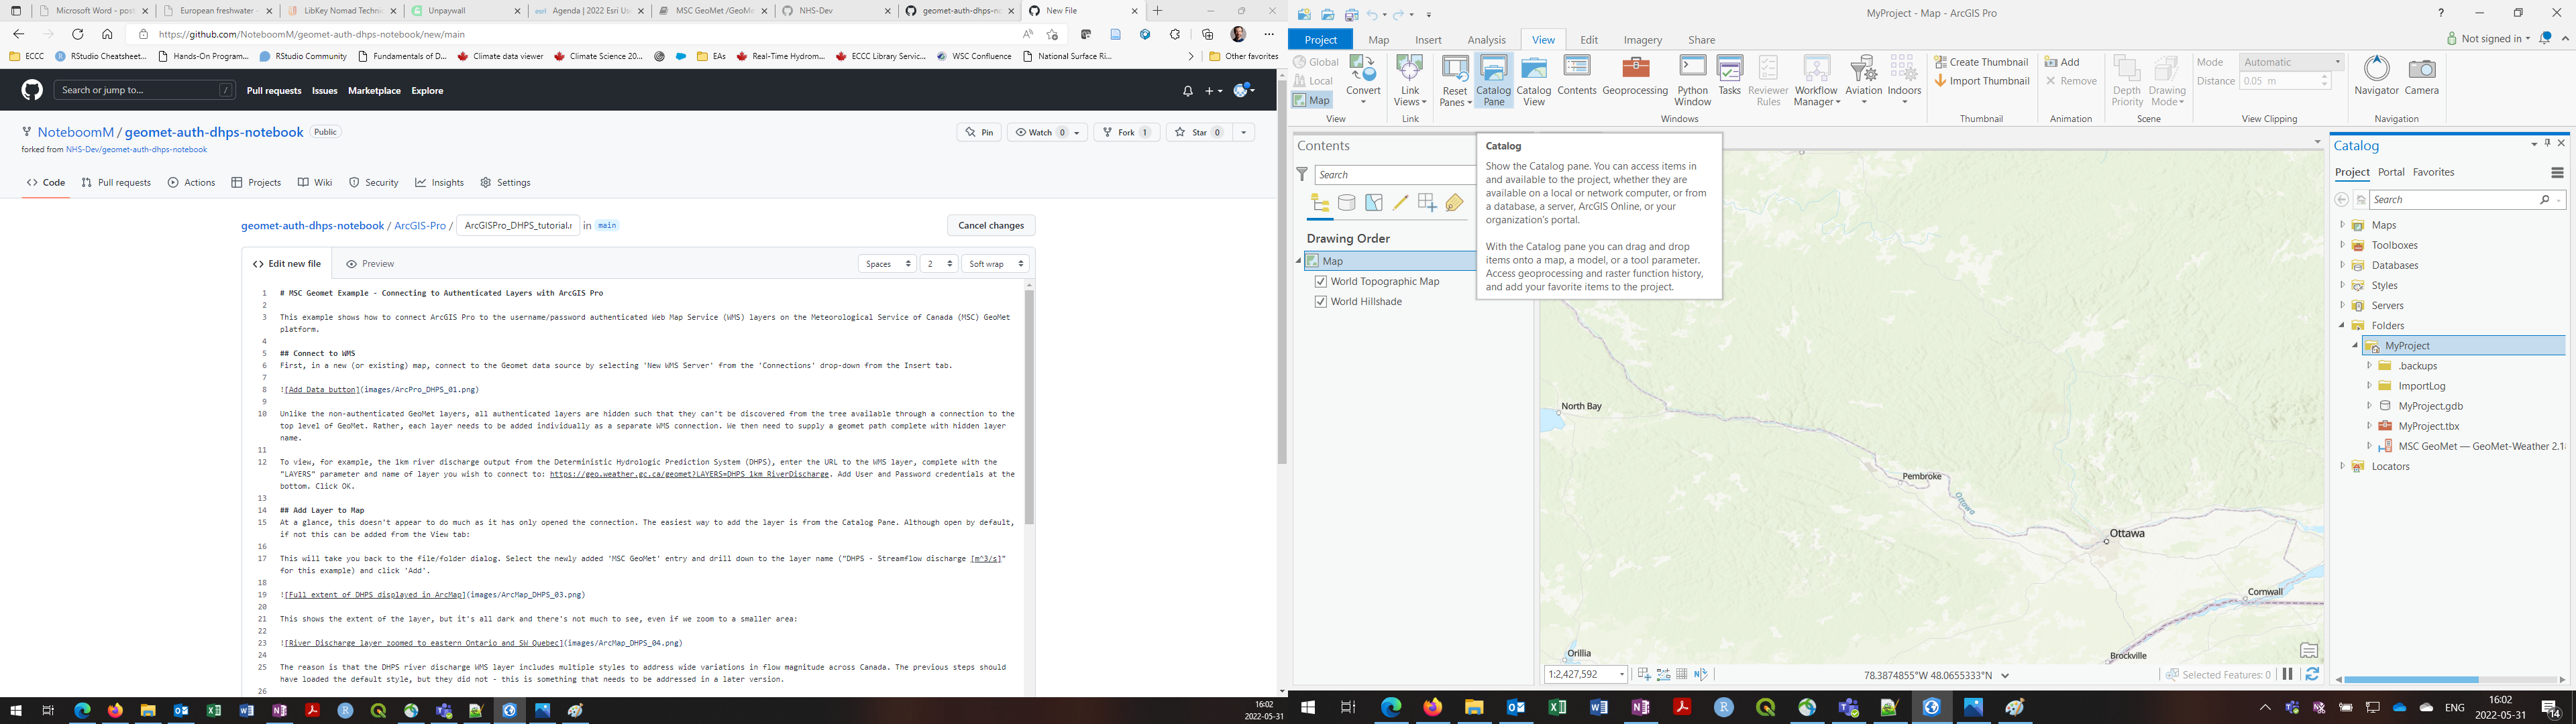 Microsoft Word - post
European freshwater -
LibKey Nomad Technic
Unpaywall
Agenda | 2022 Esri Us
MSC GeoMet /GeoMe
NHS-Dev
geomet-auth-dhps-no
New File
https://github.com/NoteboomM/geomet-auth-dhps-notebook/new/main
ECCC
RStudio Cheatsheet...
Hands-On Program...
RStudio Community
Fundamentals of D...
Climate data viewer
Climate Science 20...
EAs
Real-Time Hydrom...
ECCC Library Servic...
WSC Confluence
National Surface Ri...
Other favorites
Search or jump to...
/
Pull requests
Issues
Marketplace
Explore
NoteboomM / geomet-auth-dhps-notebook
Public
forked from NHS-Dev/geomet-auth-dhps-notebook
Pin
Watch 0
Fork 1
Star 0
Code
Pull requests
Actions
Projects
Wiki
Security
Insights
Settings
geomet-auth-dhps-notebook / ArcGIS-Pro / ArcGISPro_DHPS_tutorial.r in main
Cancel changes
Edit new file
Preview
Spaces
2
Soft wrap
1 # MSC Geomet Example - Connecting to Authenticated Layers with ArcGIS Pro
2
3 This example shows how to connect ArcGIS Pro to the username/password authenticated Web Map Service (WMS) layers on the Meteorological Service of Canada (MSC) GeoMet
platform.
4
5 ## Connect to WMS
6 First, in a new (or existing) map, connect to the Geomet data source by selecting 'New WMS Server' from the 'Connections' drop-down from the Insert tab.
7
8 ![Add Data button](images/ArcPro_DHPS_01.png)
9
10 Unlike the non-authenticated GeoMet layers, all authenticated layers are hidden such that they can't be discovered from the tree available through a connection to the
top level of GeoMet. Rather, each layer needs to be added individually as a separate WMS connection. We then need to supply a geomet path complete with hidden layer
name.
11
12 To view, for example, the 1km river discharge output from the Deterministic Hydrologic Prediction System (DHPS), enter the URL to the WMS layer, complete with the
"LAYERS" parameter and name of layer you wish to connect to: https://geo.weather.gc.ca/geomet?LAYERS=DHPS_1km_RiverDischarge. Add User and Password credentials at the
bottom. Click OK.
13
14 ## Add Layer to Map
15 At a glance, this doesn't appear to do much as it has only opened the connection. The easiest way to add the layer is from the Catalog Pane. Although open by default,
if not this can be added from the View tab:
16
17 This will take you back to the file/folder dialog. Select the newly added 'MSC GeoMet' entry and drill down to the layer name ("DHPS - Streamflow discharge [m^3/s]"
for this example) and click 'Add'.
18
19 ![Full extent of DHPS displayed in ArcMap](images/ArcMap_DHPS_03.png)
20
21 This shows the extent of the layer, but it's all dark and there's not much to see, even if we zoom to a smaller area:
22
23 ![River Discharge layer zoomed to eastern Ontario and SW Quebec](images/ArcMap_DHPS_04.png)
24
25 The reason is that the DHPS river discharge WMS layer includes multiple styles to address wide variations in flow magnitude across Canada. The previous steps should
have loaded the default style, but they did not - this is something that needs to be addressed in a later version.
26
16:02
2022-05-31
MyProject - Map - ArcGIS Pro
Project
Map
Insert
Analysis
View
Edit
Imagery
Share
Not signed in
Global
Local
Map
Convert
View
Link Views
Link
Reset Panes
Catalog Pane
Catalog View
Contents
Geoprocessing
Python Window
Tasks
Reviewer Rules
Workflow Manager
Aviation
Indoors
Windows
Create Thumbnail
Import Thumbnail
Thumbnail
Add
Remove
Animation
Depth Priority
Drawing Mode
Scene
Mode Automatic
Distance 0.05 m
View Clipping
Navigator
Camera
Navigation
Contents
Search
Drawing Order
Map
World Topographic Map
World Hillshade
Catalog
Show the Catalog pane. You can access items in
and available to the project, whether they are
available on a local or network computer, or from
a database, a server, ArcGIS Online, or your
organization's portal.
With the Catalog pane you can drag and drop
items onto a map, a model, or a tool parameter.
Access geoprocessing and raster function history,
and add your favorite items to the project.
North Bay
Pembroke
Ottawa
Ottawa
Cornwall
Orillia
Brockville
1:2,427,592
78.3874855°W 48.0655333°N
Selected Features: 0
Catalog
Project
Portal
Favorites
Search
Maps
Toolboxes
Databases
Styles
Servers
Folders
MyProject
.backups
ImportLog
MyProject.gdb
MyProject.tbx
MSC GeoMet — GeoMet-Weather 2.1
Locators
ENG
16:02
2022-05-31
14